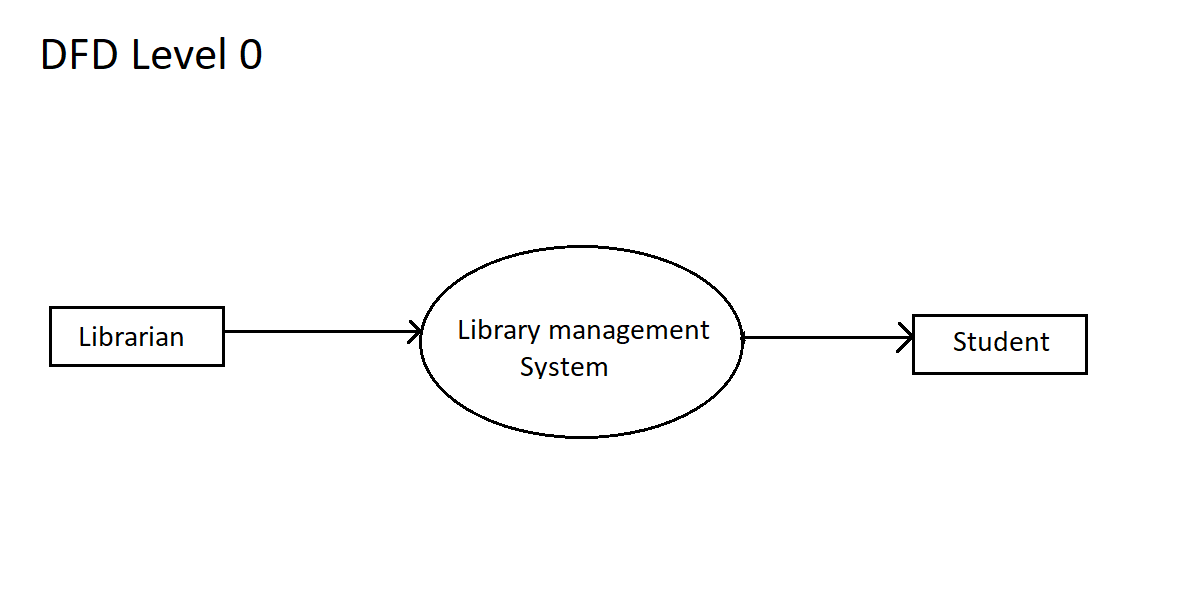 DFD Level 0
Librarian
Library management
System
Student